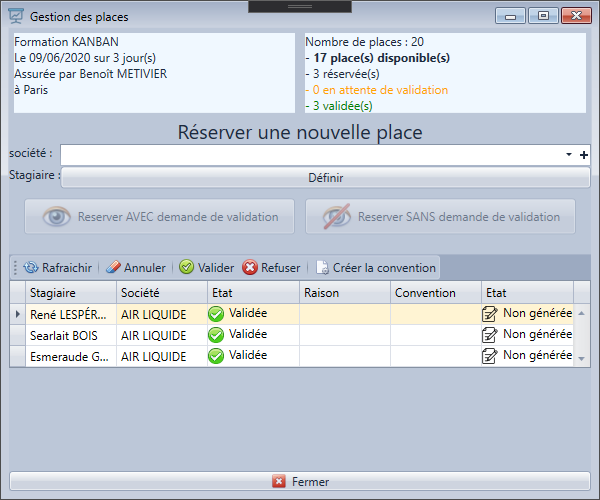 Gestion des places
Formation KANBAN
Le 09/06/2020 sur 3 jour(s)
Assurée par Benoît METIVIER
à Paris
Nombre de places : 20
- 17 place(s) disponible(s)
- 3 réservée(s)
- 0 en attente de validation
- 3 validée(s)
Réserver une nouvelle place
société :
Stagiaire :
Définir
Reserver AVEC demande de validation
Reserver SANS demande de validation
Rafraichir Annuler Valider Refuser Créer la convention
Stagiaire Société Etat Raison Convention Etat
René LESPÉR... AIR LIQUIDE Validée Non générée
Searlait BOIS AIR LIQUIDE Validée Non générée
Esmeraude G... AIR LIQUIDE Validée Non générée
Fermer